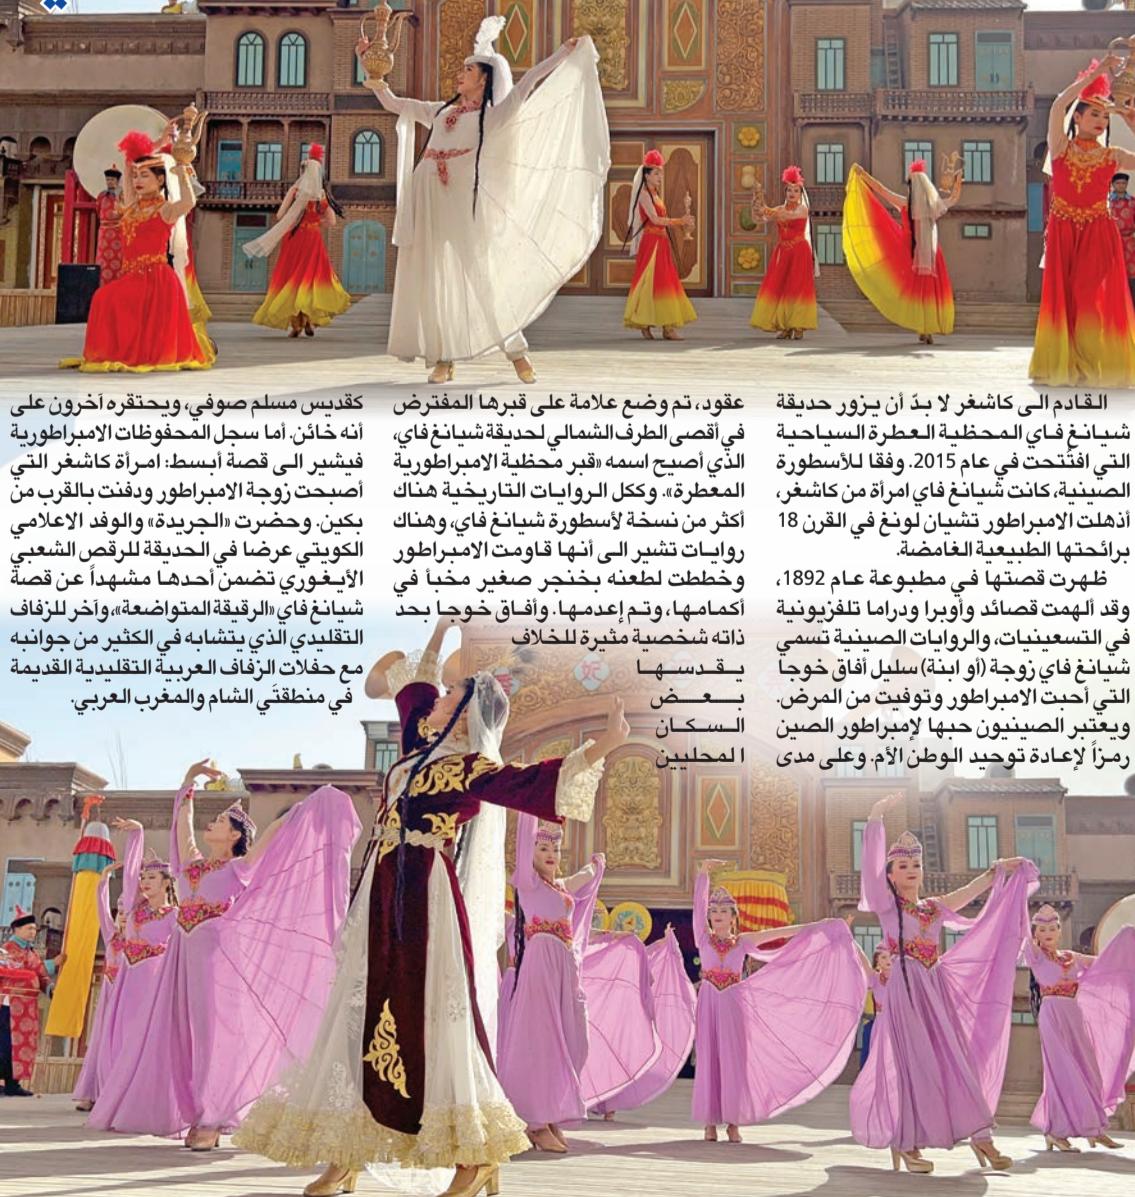 القادم الى كاشغر لا بدّ أن يزور حديقة
شيانغ فاي المحظية العطرة السياحية
التي افتُتحت في عام 2015. وفقا للأسطورة
الصينية، كانت شيانغ فاي امرأة من كاشغر،
أذهلت الامبراطور تشيان لونغ في القرن 18
برائحتها الطبيعية الغامضة.
ظهرت قصتها في مطبوعة عام 1892،
وقد ألهمت قصائد وأوبرا ودراما تلفزيونية
في التسعينيات، والروايات الصينية تسمي
شيانغ فاي زوجة (أو ابنة) سليل أفاق خوجا
التي أحبت الامبراطور وتوفيت من المرض.
ويعتبر الصينيون حبها لإمبراطور الصين
رمزاً لإعادة توحيد الوطن الأم. وعلى مدى
عقود، تم وضع علامة على قبرها المفترض
في أقصى الطرف الشمالي لحديقة شيانغ فاي،
الذي أصبح اسمه «قبر محظية الامبراطورية
المعطرة». وككل الروايات التاريخية هناك
أكثر من نسخة لأسطورة شيانغ فاي، وهناك
روايات تشير الى أنها قاومت الامبراطور
وخططت لطعنه بخنجر صغير مخبأ في
أكمامها، وتم إعدمها. وأفاق خوجا بحد
ذاته شخصية مثيرة للخلاف
يقدسها
بعض
السكان
المحليين
كقديس مسلم صوفي، ويحتقره آخرون على
أنه خائن. أما سجل المحفوظات الامبراطورية
فيشير الى قصة أبسط: امرأة كاشغر التي
أصبحت زوجة الامبراطور ودفنت بالقرب من
بكين. وحضرت «الجريدة» والوفد الاعلامي
الكويتي عرضا في الحديقة للرقص الشعبي
الأيغوري تضمن أحدها مشهداً عن قصة
شيانغ فاي «الرقيقة المتواضعة»، وآخر للزفاف
التقليدي الذي يتشابه في الكثير من جوانبه
مع حفلات الزفاف العربية التقليدية القديمة
في منطقتَي الشام والمغرب العربي.